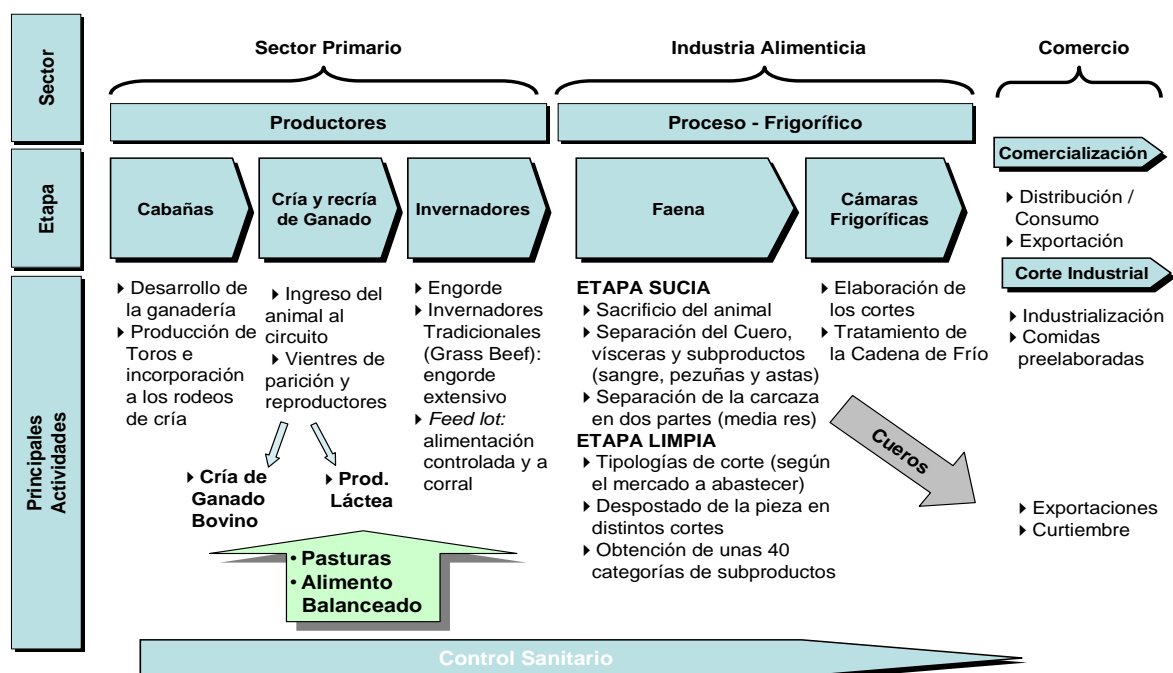 Sector
Sector Primario
Industria Alimenticia
Comercio
Productores
Proceso - Frigorífico
Etapa
Cabañas
Cría y recría
de Ganado
Invernadores
Faena
Cámaras
Frigoríficas
Comercialización
‣ Distribución /
Consumo
‣ Exportación
Corte Industrial
‣ Industrialización
‣ Comidas
preelaboradas
Principales
Actividades
‣ Desarrollo de
la ganadería
‣ Producción de
Toros e
incorporación
a los rodeos
de cría
‣ Ingreso del
animal al
circuito
‣ Vientres de
parición y
reproductores
‣ Cría de
Ganado
Bovino
‣ Prod.
Láctea
‣ Engorde
‣ Invernadores
Tradicionales
(Grass Beef):
engorde
extensivo
‣ Feed lot:
alimentación
controlada y a
corral
ETAPA SUCIA
‣ Sacrificio del animal
‣ Separación del Cuero,
vísceras y subproductos
(sangre, pezuñas y astas)
‣ Separación de la carcaza
en dos partes (media res)
ETAPA LIMPIA
‣ Tipologías de corte (según
el mercado a abastecer)
‣ Despostado de la pieza en
distintos cortes
‣ Obtención de unas 40
categorías de subproductos
‣ Elaboración de
los cortes
‣ Tratamiento de
la Cadena de Frío
Cueros
‣ Exportaciones
‣ Curtiembre
• Pasturas
• Alimento
Balanceado
Control Sanitario